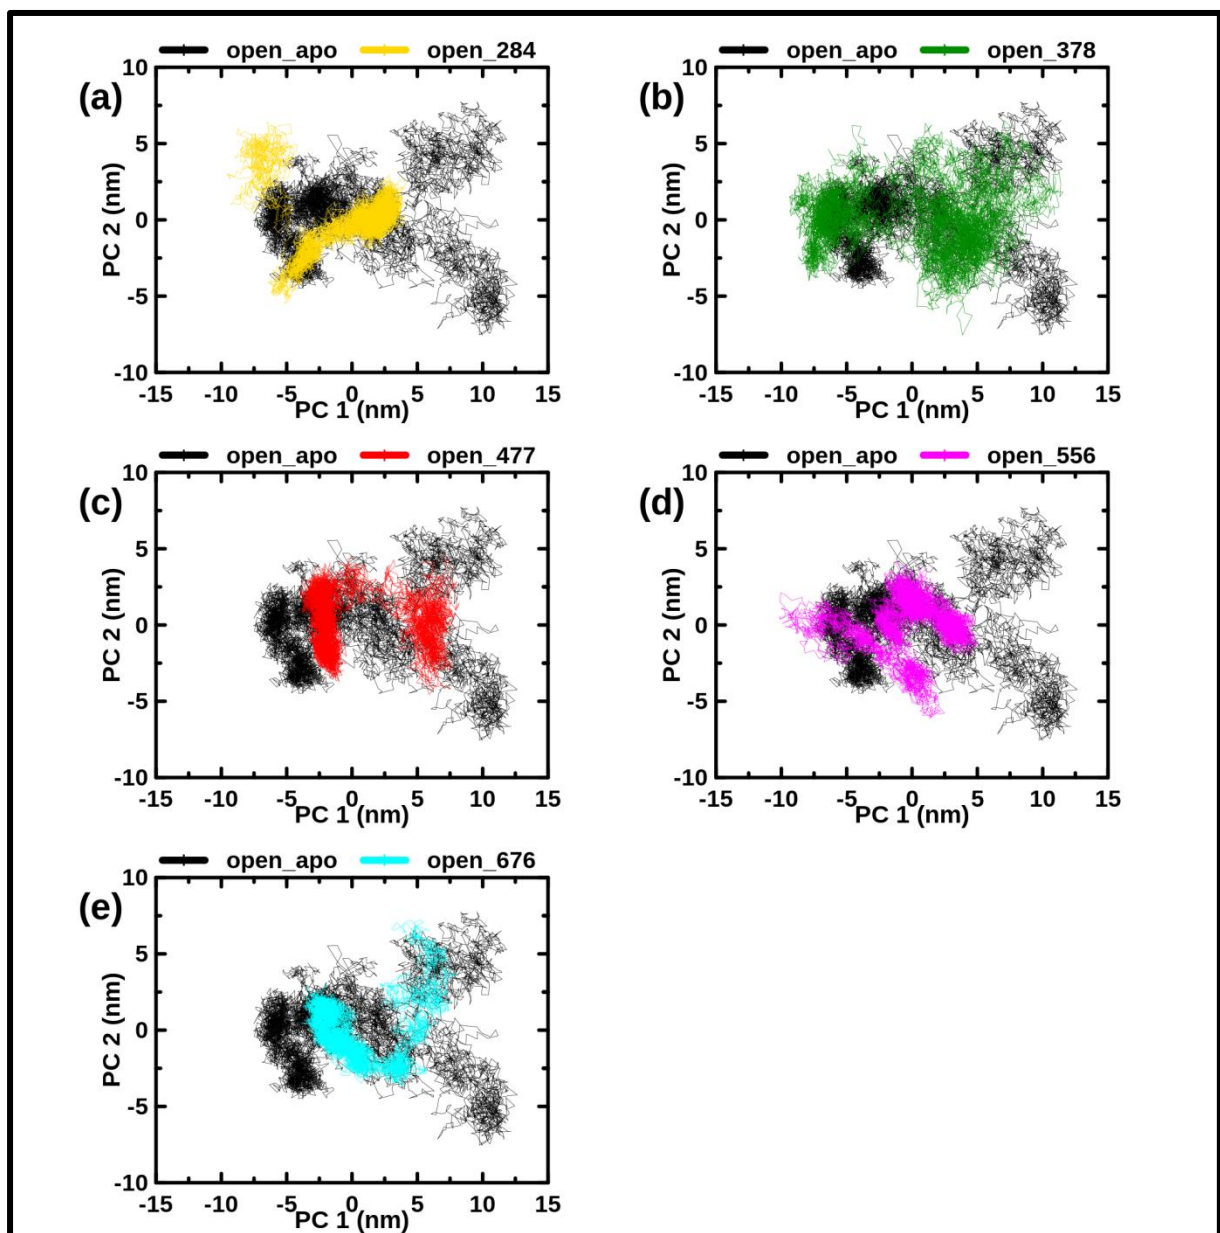 open_apo open_284
(a)
10
5
0
-5
-10
PC 2 (nm)
-15 -10 -5 0 5 10 15
PC 1 (nm)
open_apo open_378
(b)
10
5
0
-5
-10
PC 2 (nm)
-15 -10 -5 0 5 10 15
PC 1 (nm)
open_apo open_477
(c)
10
5
0
-5
-10
PC 2 (nm)
-15 -10 -5 0 5 10 15
PC 1 (nm)
open_apo open_556
(d)
10
5
0
-5
-10
PC 2 (nm)
-15 -10 -5 0 5 10 15
PC 1 (nm)
open_apo open_676
(e)
10
5
0
-5
-10
PC 2 (nm)
-15 -10 -5 0 5 10 15
PC 1 (nm)